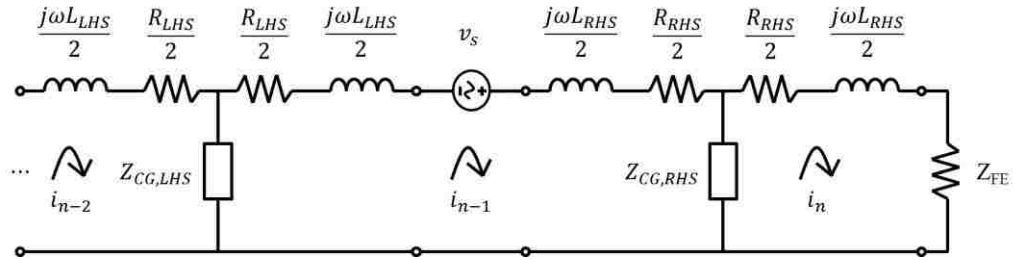 jωL_LHS/2 R_LHS/2 R_LHS/2 jωL_LHS/2 v_s jωL_RHS/2 R_RHS/2 R_RHS/2 jωL_RHS/2
- +
... Z_CG,LHS Z_CG,RHS Z_FE
i_n−2 i_n−1 i_n